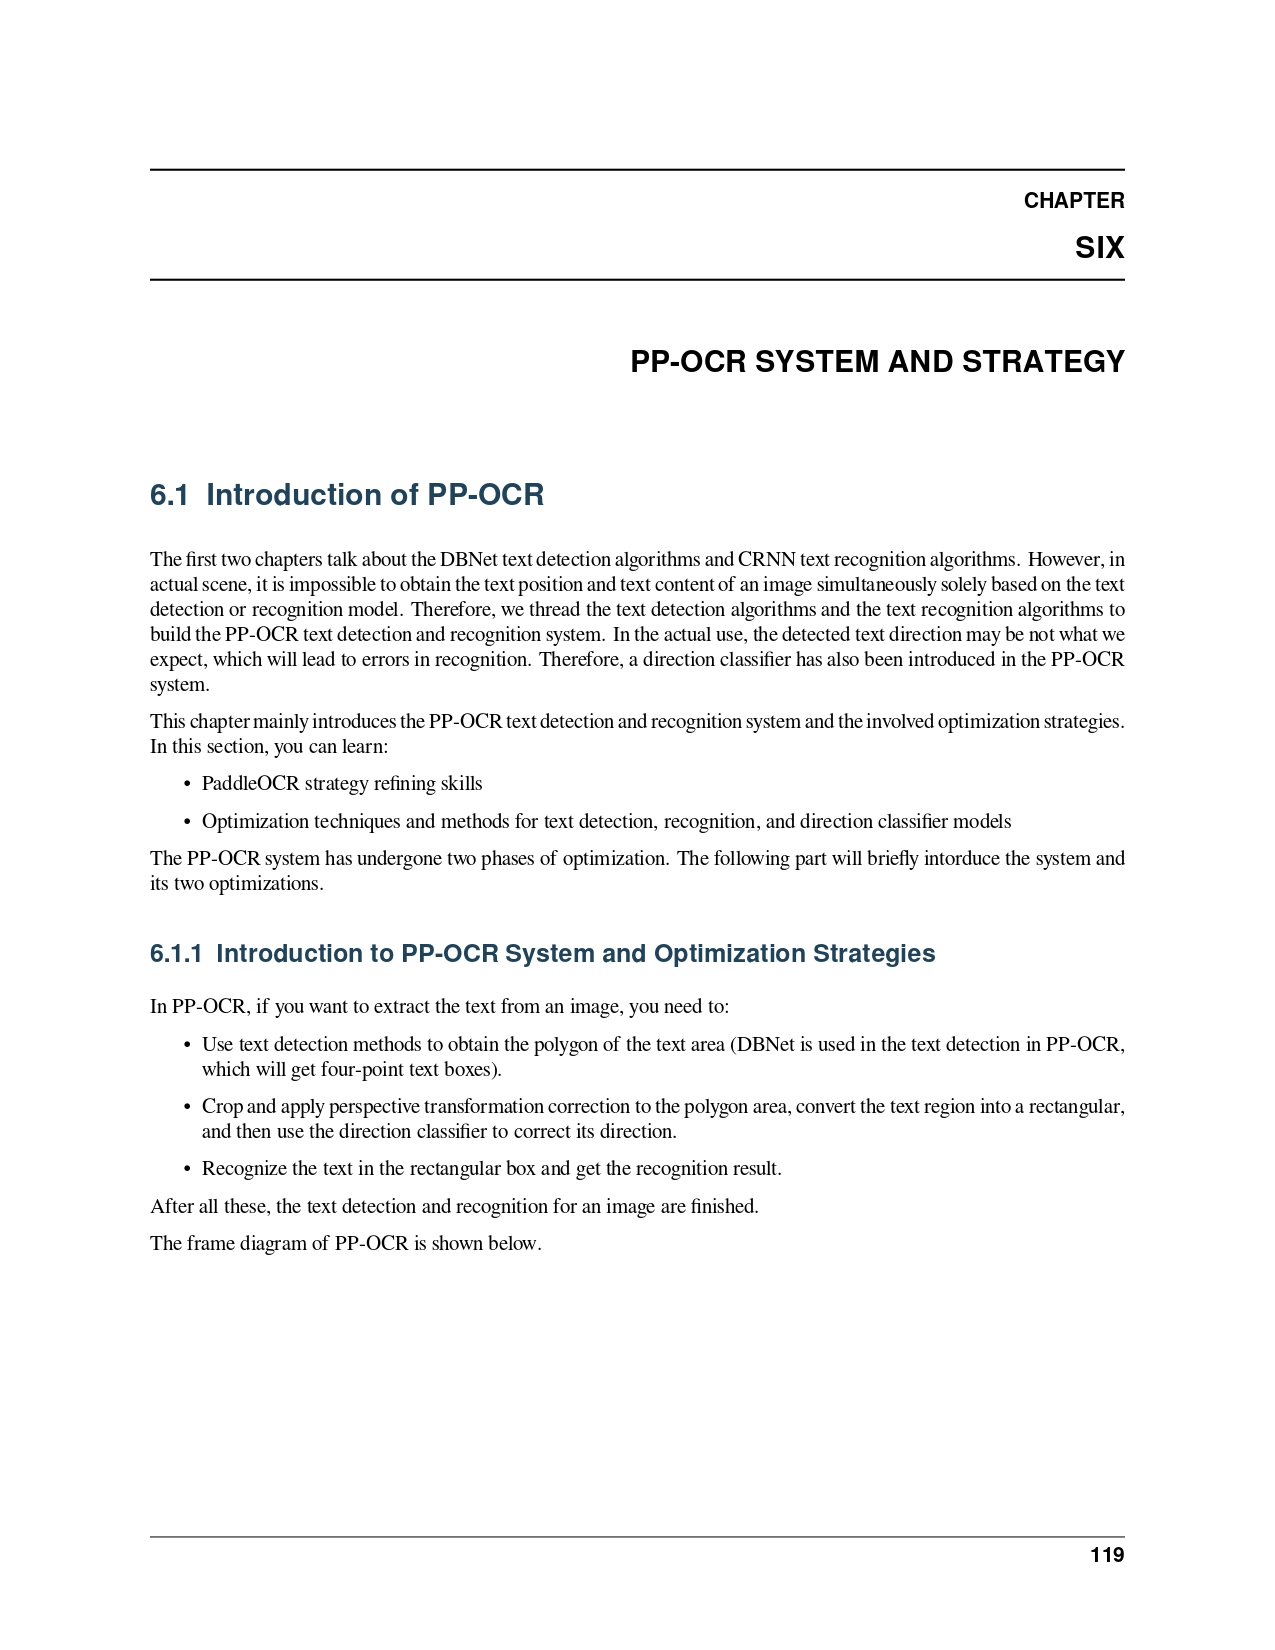 CHAPTER
SIX
PP-OCR SYSTEM AND STRATEGY
6.1 Introduction of PP-OCR
The first two chapters talk about the DBNet text detection algorithms and CRNN text recognition algorithms. However, in
actual scene, it is impossible to obtain the text position and text content of an image simultaneously solely based on the text
detection or recognition model. Therefore, we thread the text detection algorithms and the text recognition algorithms to
build the PP-OCR text detection and recognition system. In the actual use, the detected text direction may be not what we
expect, which will lead to errors in recognition. Therefore, a direction classifier has also been introduced in the PP-OCR
system.
This chapter mainly introduces the PP-OCR text detection and recognition system and the involved optimization strategies.
In this section, you can learn:
• PaddleOCR strategy refining skills
• Optimization techniques and methods for text detection, recognition, and direction classifier models
The PP-OCR system has undergone two phases of optimization. The following part will briefly intorduce the system and
its two optimizations.
6.1.1 Introduction to PP-OCR System and Optimization Strategies
In PP-OCR, if you want to extract the text from an image, you need to:
• Use text detection methods to obtain the polygon of the text area (DBNet is used in the text detection in PP-OCR,
which will get four-point text boxes).
• Crop and apply perspective transformation correction to the polygon area, convert the text region into a rectangular,
and then use the direction classifier to correct its direction.
• Recognize the text in the rectangular box and get the recognition result.
After all these, the text detection and recognition for an image are finished.
The frame diagram of PP-OCR is shown below.
119